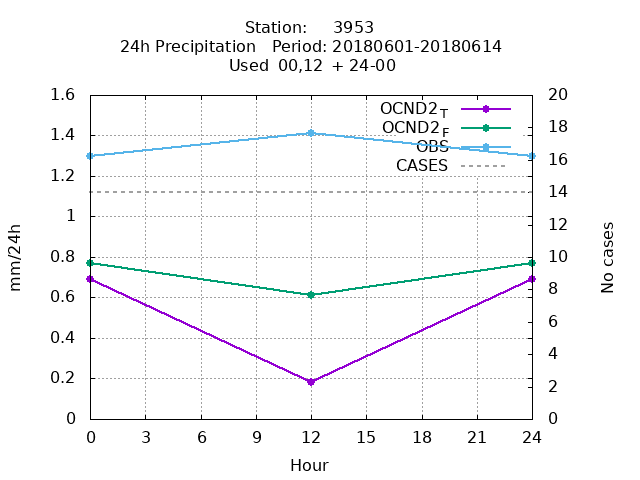 Station: 3953
24h Precipitation Period: 20180601-20180614
Used 00,12 + 24-00
OCND2_T
OCND2_F
OBS
CASES
mm/24h
1.6
1.4
1.2
1
0.8
0.6
0.4
0.2
0
No cases
20
18
16
14
12
10
8
6
4
2
0
0 3 6 9 12 15 18 21 24
Hour